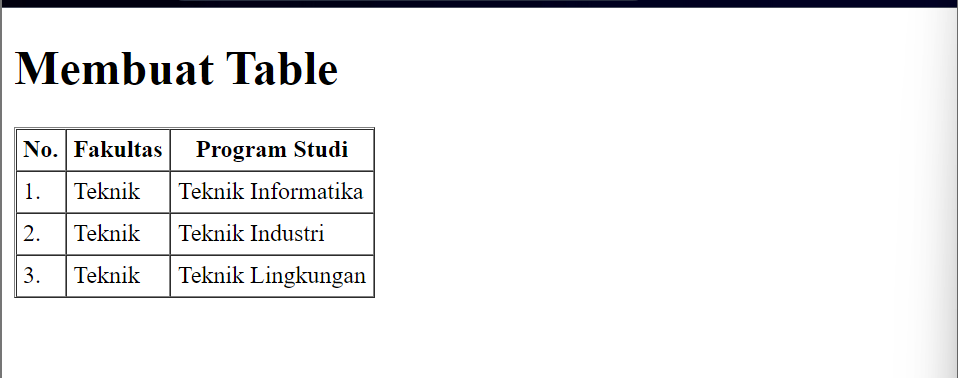 Membuat Table
No. Fakultas Program Studi
1. Teknik Teknik Informatika
2. Teknik Teknik Industri
3. Teknik Teknik Lingkungan